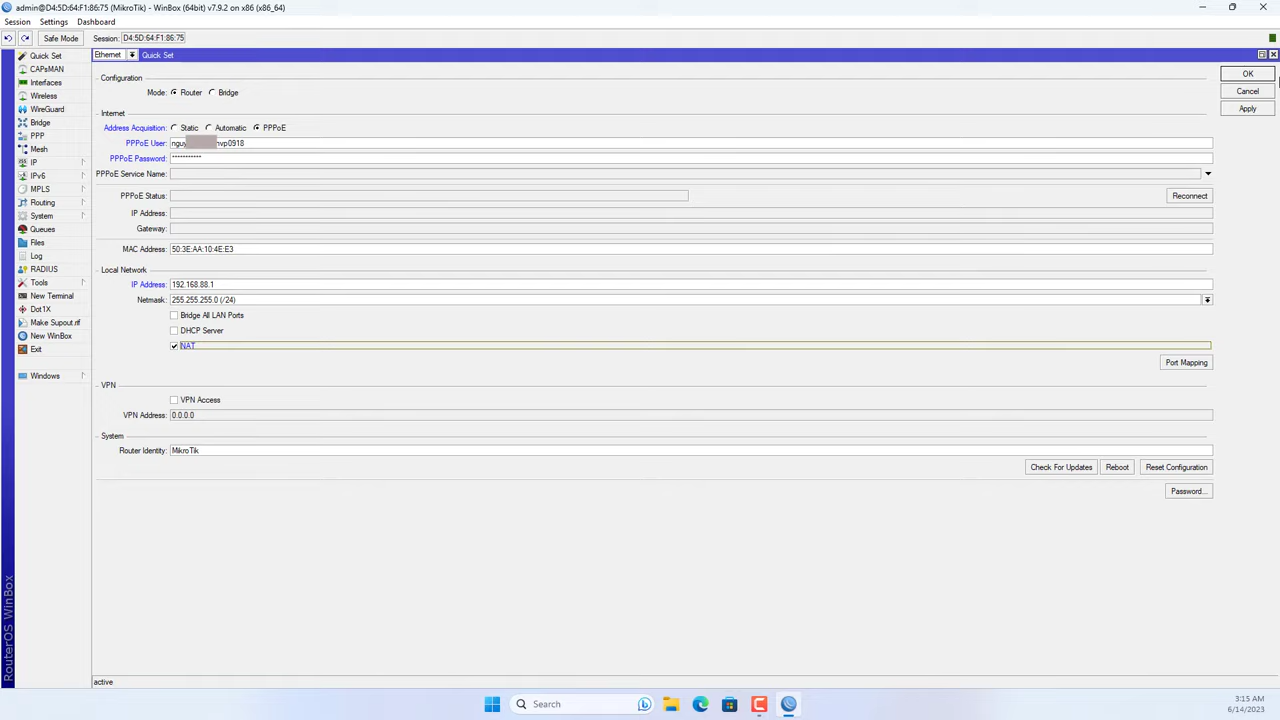 admin@D4:5D:64:F1:86:75 (MikroTik) - WinBox (64bit) v7.9.2 on x86 (x86_64)
Session Settings Dashboard
Safe Mode Session: D4:5D:64:F1:86:75
Ethernet Quick Set
Quick Set
CAPsMAN
Interfaces
Wireless
WireGuard
Bridge
PPP
Mesh
IP
IPv6
MPLS
Routing
System
Queues
Files
Log
RADIUS
Tools
New Terminal
Dot1X
Make Supout.rif
New WinBox
Exit
Windows
RouterOS WinBox
Configuration
Mode: Router Bridge
Internet
Address Acquisition: Static Automatic PPPoE
PPPoE User: nguy nvp0918
PPPoE Password: ***********
PPPoE Service Name:
PPPoE Status: Reconnect
IP Address:
Gateway:
MAC Address: 50:3E:AA:10:4E:E3
Local Network
IP Address: 192.168.88.1
Netmask: 255.255.255.0 (/24)
Bridge All LAN Ports
DHCP Server
NAT
Port Mapping
VPN
VPN Access
VPN Address: 0.0.0.0
System
Router Identity: MikroTik
Check For Updates Reboot Reset Configuration
Password...
OK
Cancel
Apply
active
Search
3:15 AM
6/14/2023